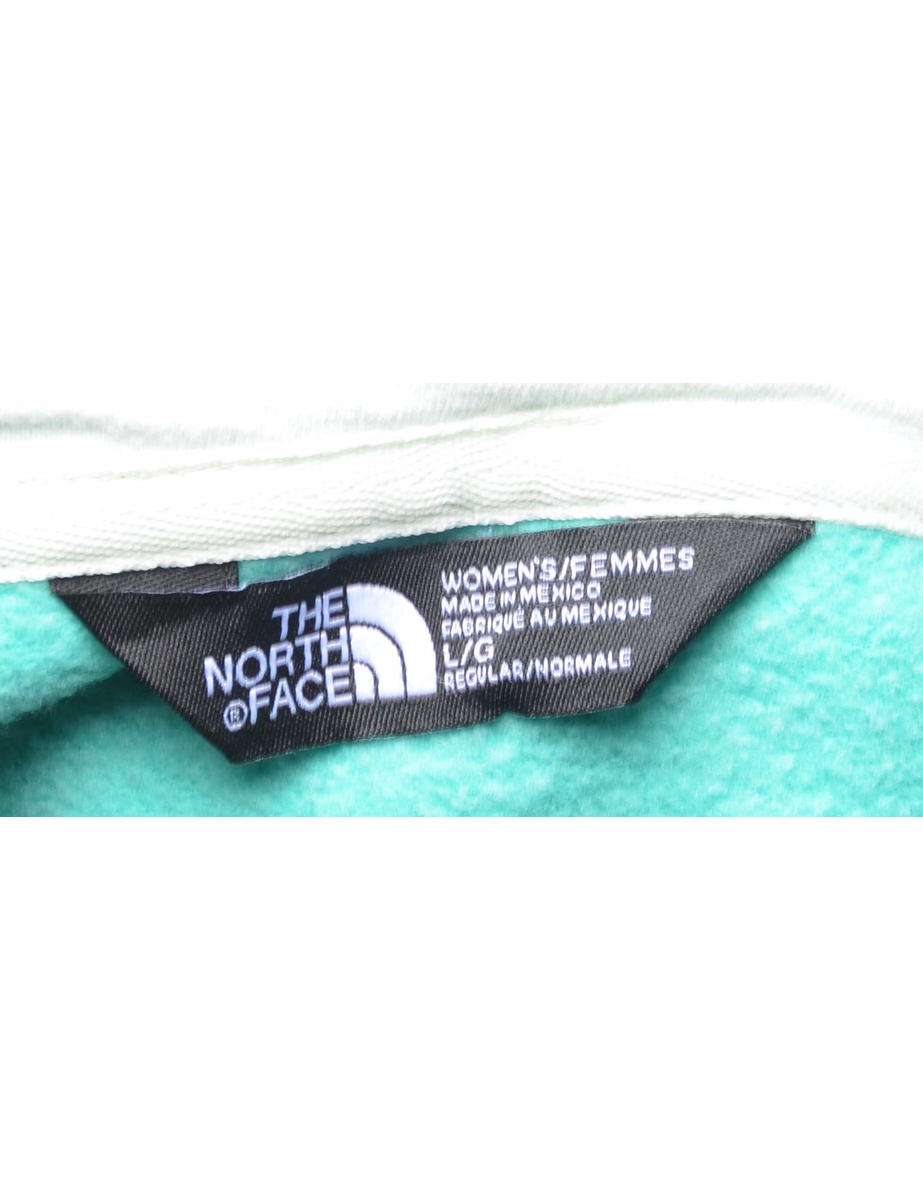 THE
NORTH
®FACE
WOMEN'S/FEMMES
MADE IN MEXICO
FABRIQUÉ AU MEXIQUE
L/G
REGULAR/NORMALE